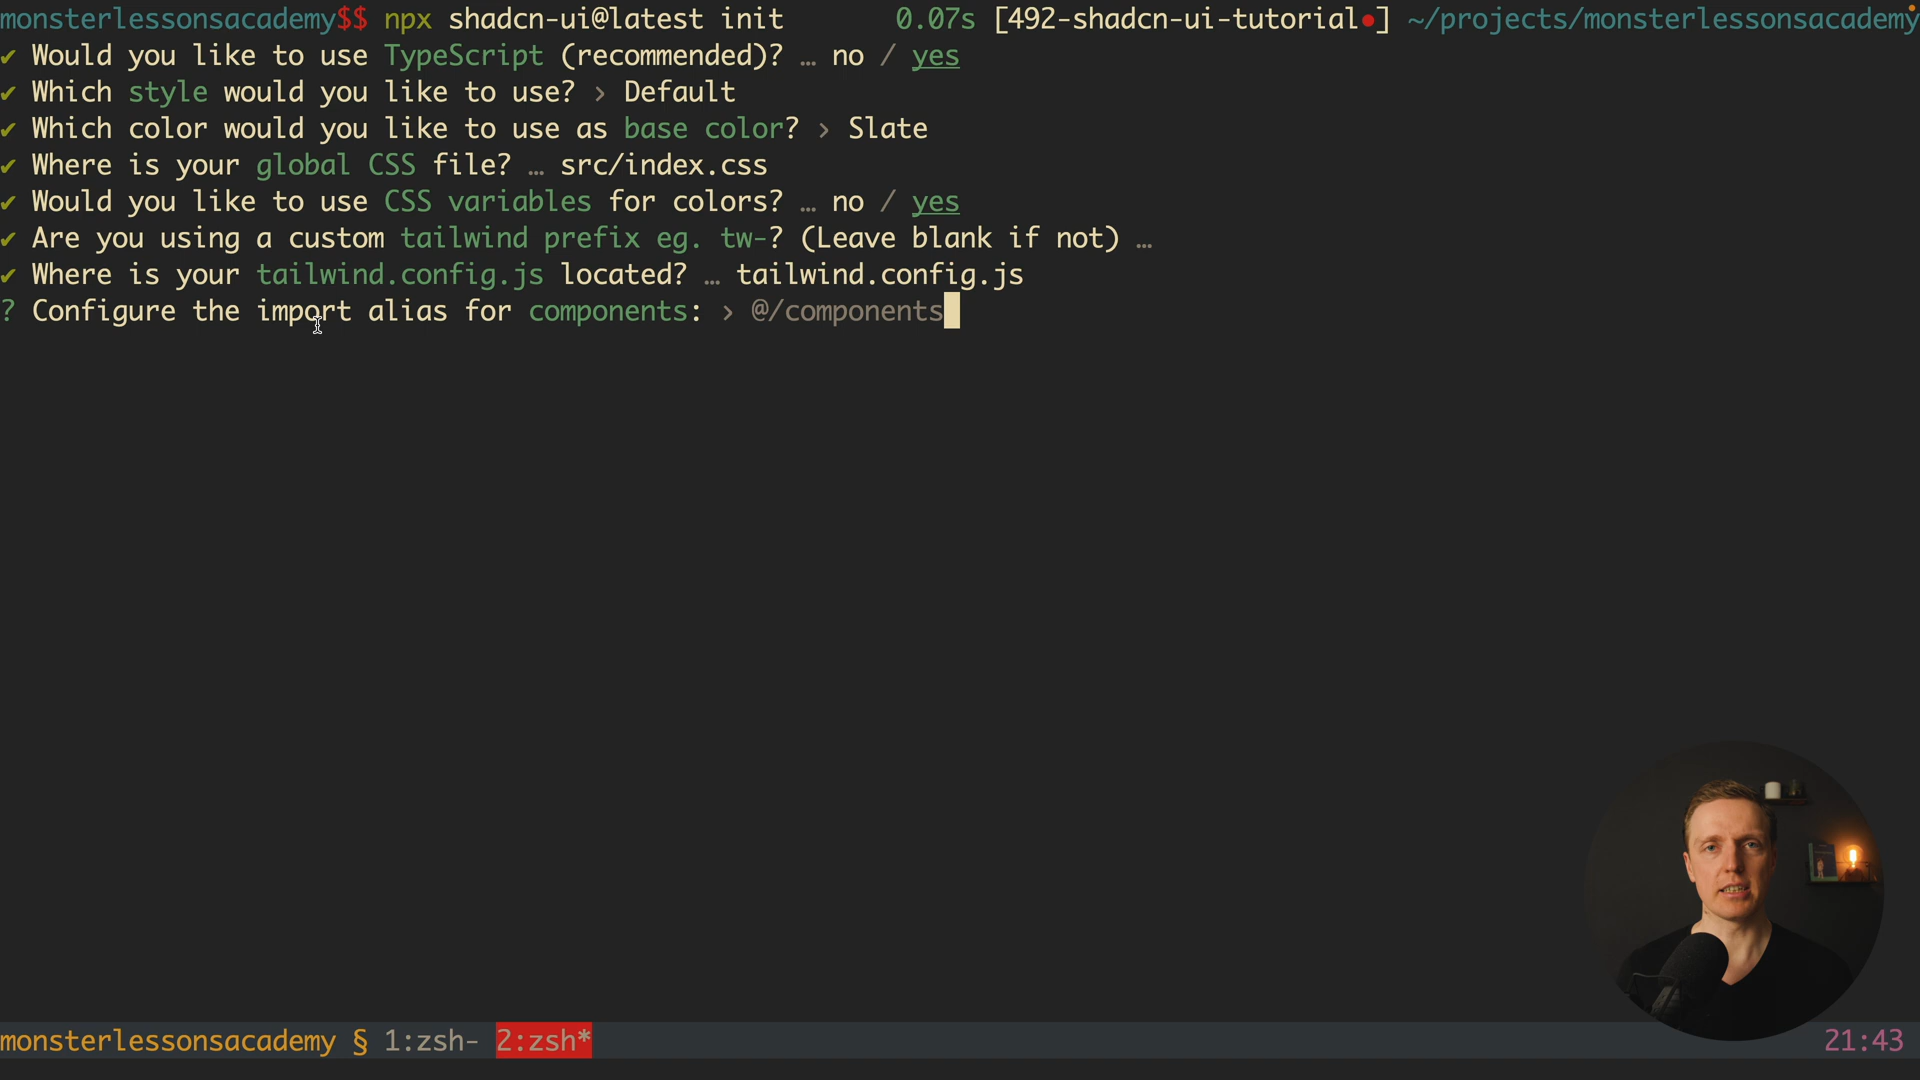 monsterlessonsacademy$$ npx shadcn-ui@latest init 0.07s [492-shadcn-ui-tutorial●] ~/projects/monsterlessonsacademy
✔ Would you like to use TypeScript (recommended)? … no / yes
✔ Which style would you like to use? › Default
✔ Which color would you like to use as base color? › Slate
✔ Where is your global CSS file? … src/index.css
✔ Would you like to use CSS variables for colors? … no / yes
✔ Are you using a custom tailwind prefix eg. tw-? (Leave blank if not) …
✔ Where is your tailwind.config.js located? … tailwind.config.js
? Configure the import alias for components: › @/components
monsterlessonsacademy § 1:zsh- 2:zsh* 21:43